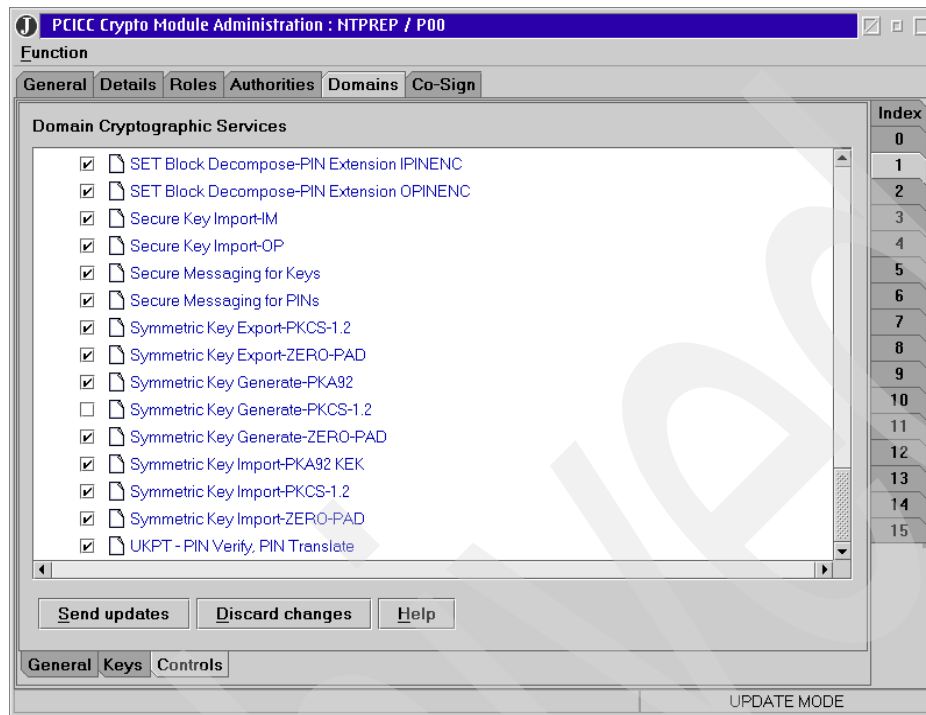 J PCICC Crypto Module Administration : NTPREP / P00
Function
General Details Roles Authorities Domains Co-Sign
Index
Domain Cryptographic Services
0
1
2
3
4
5
6
7
8
9
10
11
12
13
14
15
SET Block Decompose-PIN Extension IPINENC
SET Block Decompose-PIN Extension OPINENC
Secure Key Import-IM
Secure Key Import-OP
Secure Messaging for Keys
Secure Messaging for PINs
Symmetric Key Export-PKCS-1.2
Symmetric Key Export-ZERO-PAD
Symmetric Key Generate-PKA92
Symmetric Key Generate-PKCS-1.2
Symmetric Key Generate-ZERO-PAD
Symmetric Key Import-PKA92 KEK
Symmetric Key Import-PKCS-1.2
Symmetric Key Import-ZERO-PAD
UKPT - PIN Verify, PIN Translate
Send updates Discard changes Help
General Keys Controls
UPDATE MODE